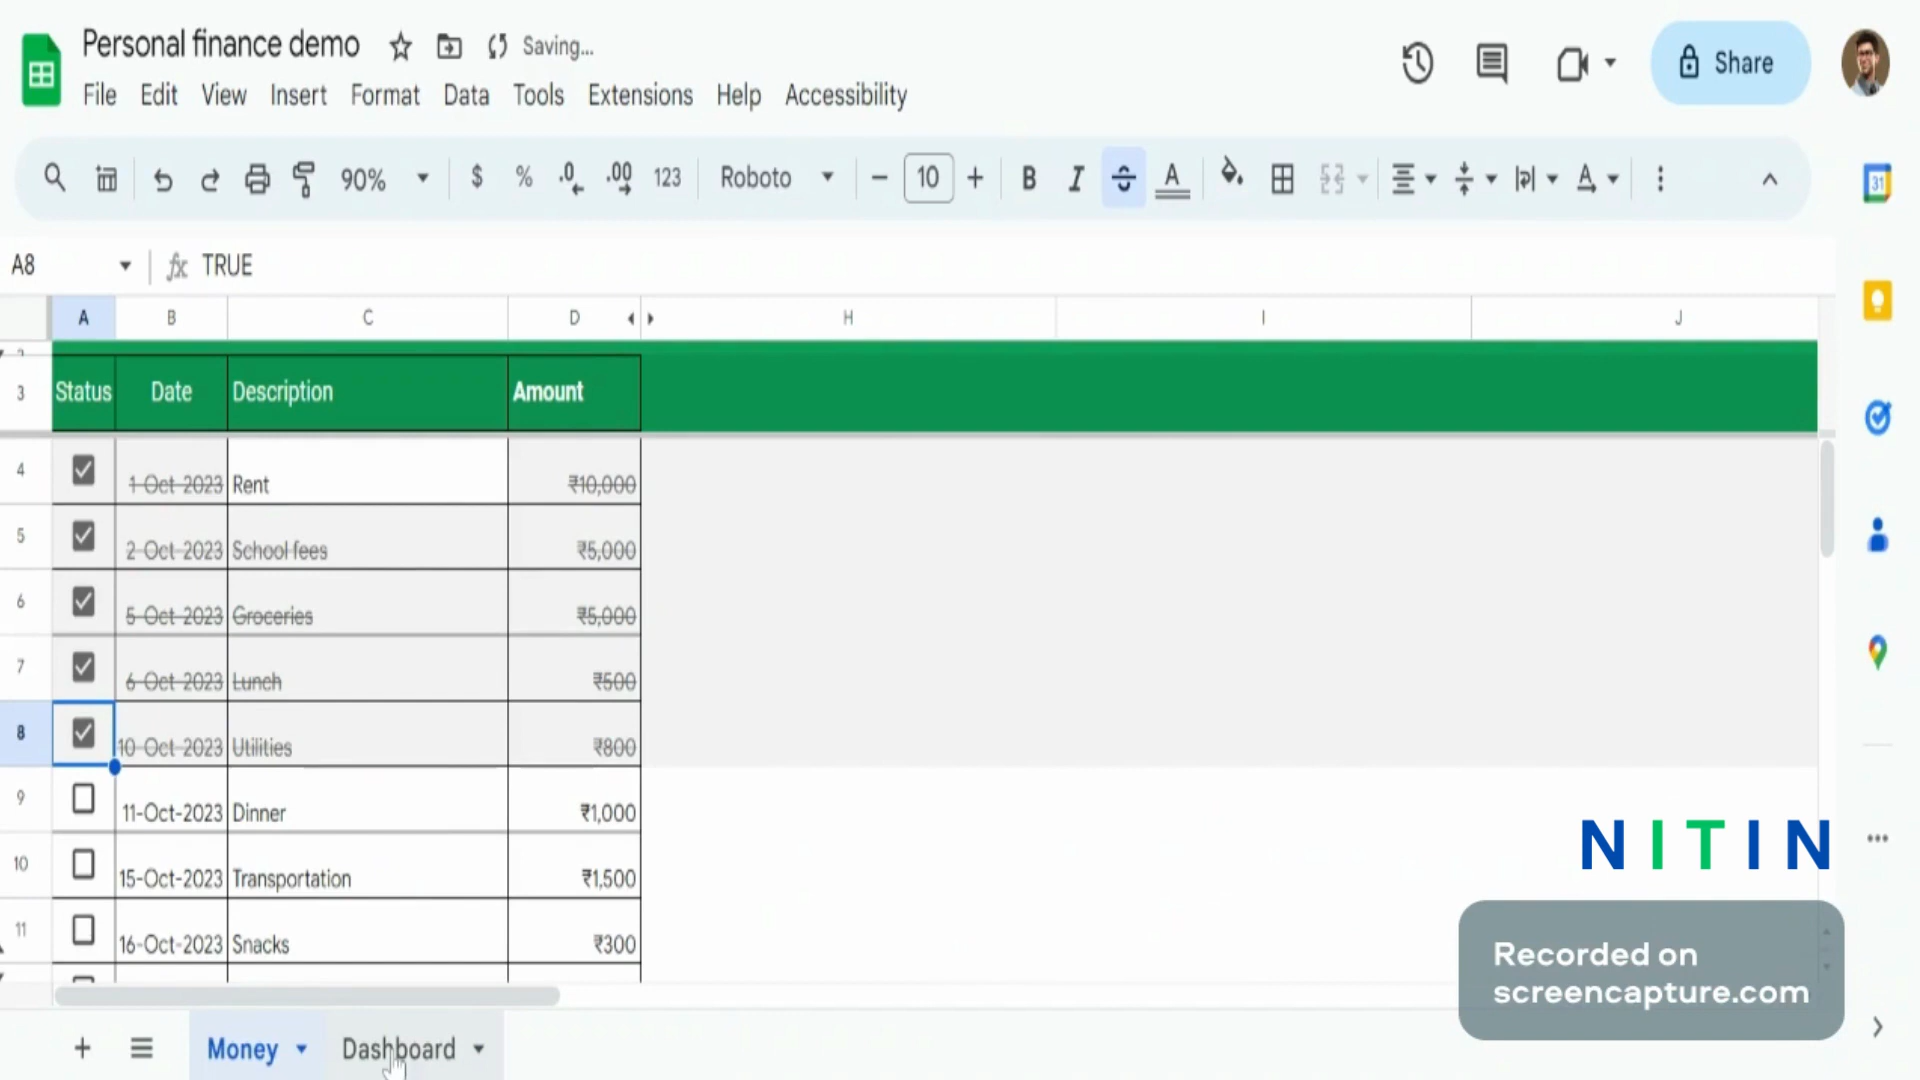 Personal finance demo Saving...
Share
File Edit View Insert Format Data Tools Extensions Help Accessibility
90% $ % .0 .00 123 Roboto 10 B I S A
31
A8 fx TRUE
A B C D H I J
3 Status Date Description Amount
4 1-Oct-2023 Rent ₹10,000
5 2-Oct-2023 School fees ₹5,000
6 5-Oct-2023 Groceries ₹5,000
7 6-Oct-2023 Lunch ₹500
8 10-Oct-2023 Utilities ₹800
9 11-Oct-2023 Dinner ₹1,000
10 15-Oct-2023 Transportation ₹1,500
11 16-Oct-2023 Snacks ₹300
NITIN
Recorded on
screencapture.com
Money Dashboard